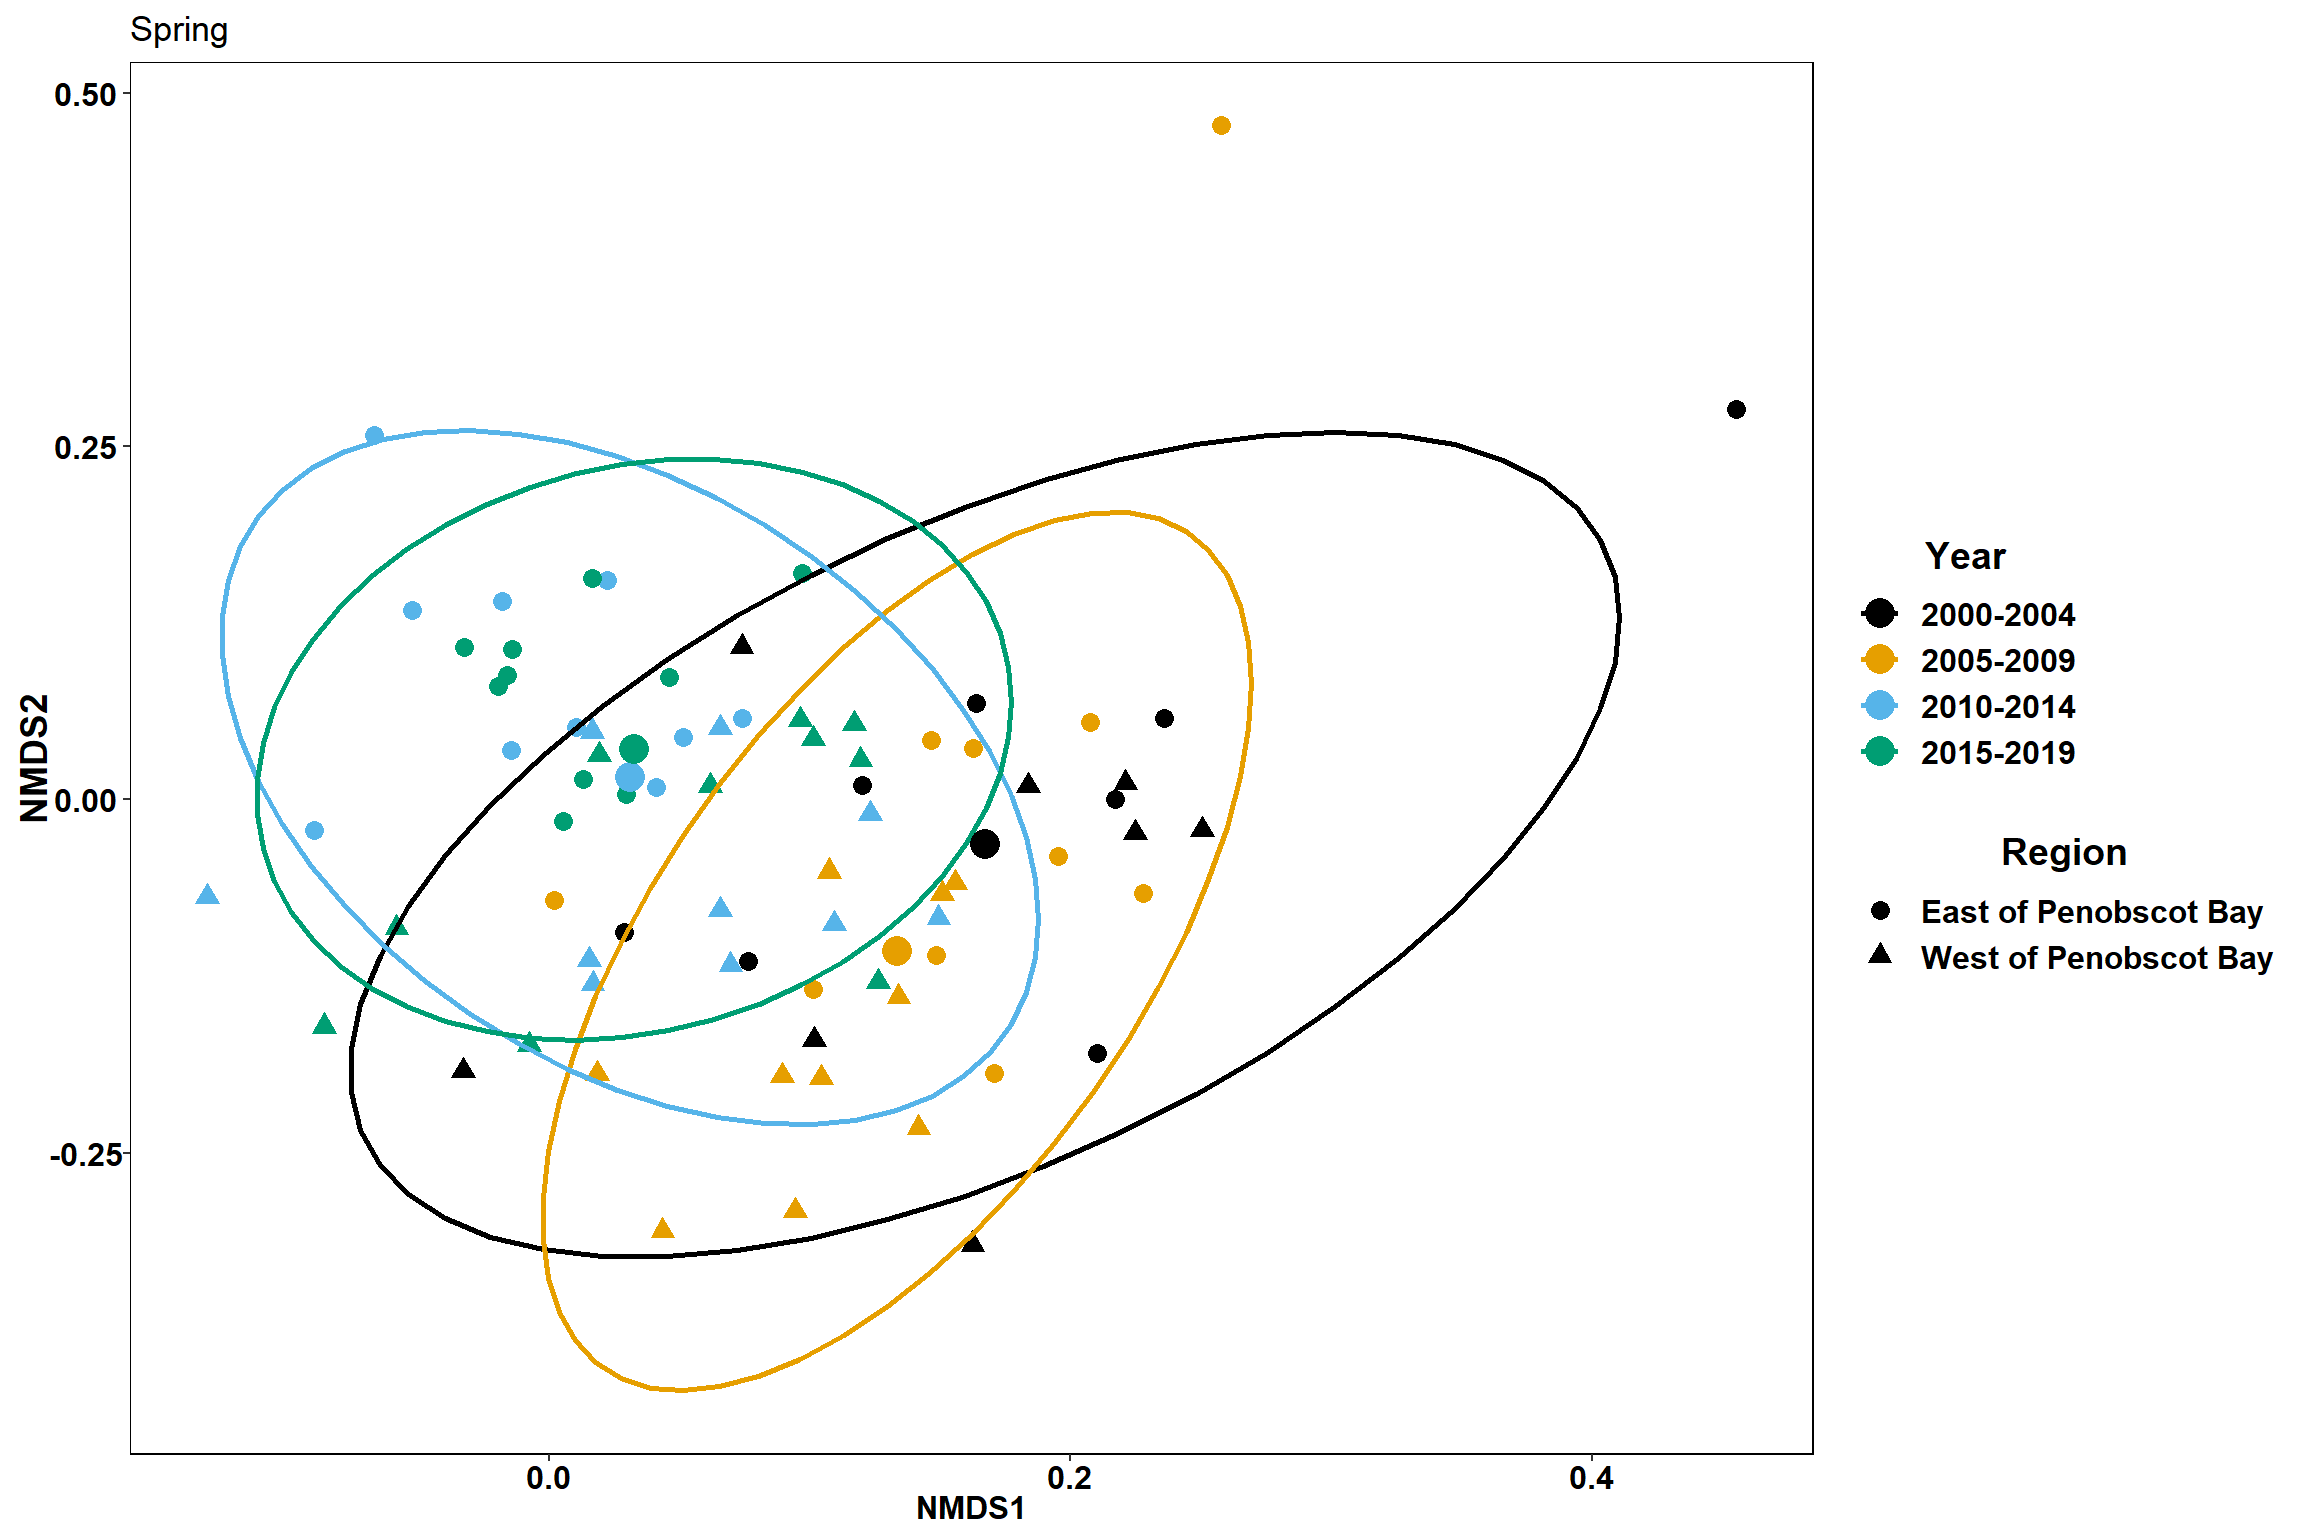 Spring
0.50
0.25
0.00
-0.25
NMDS2
0.0
0.2
0.4
NMDS1
Year
2000-2004
2005-2009
2010-2014
2015-2019
Region
East of Penobscot Bay
West of Penobscot Bay